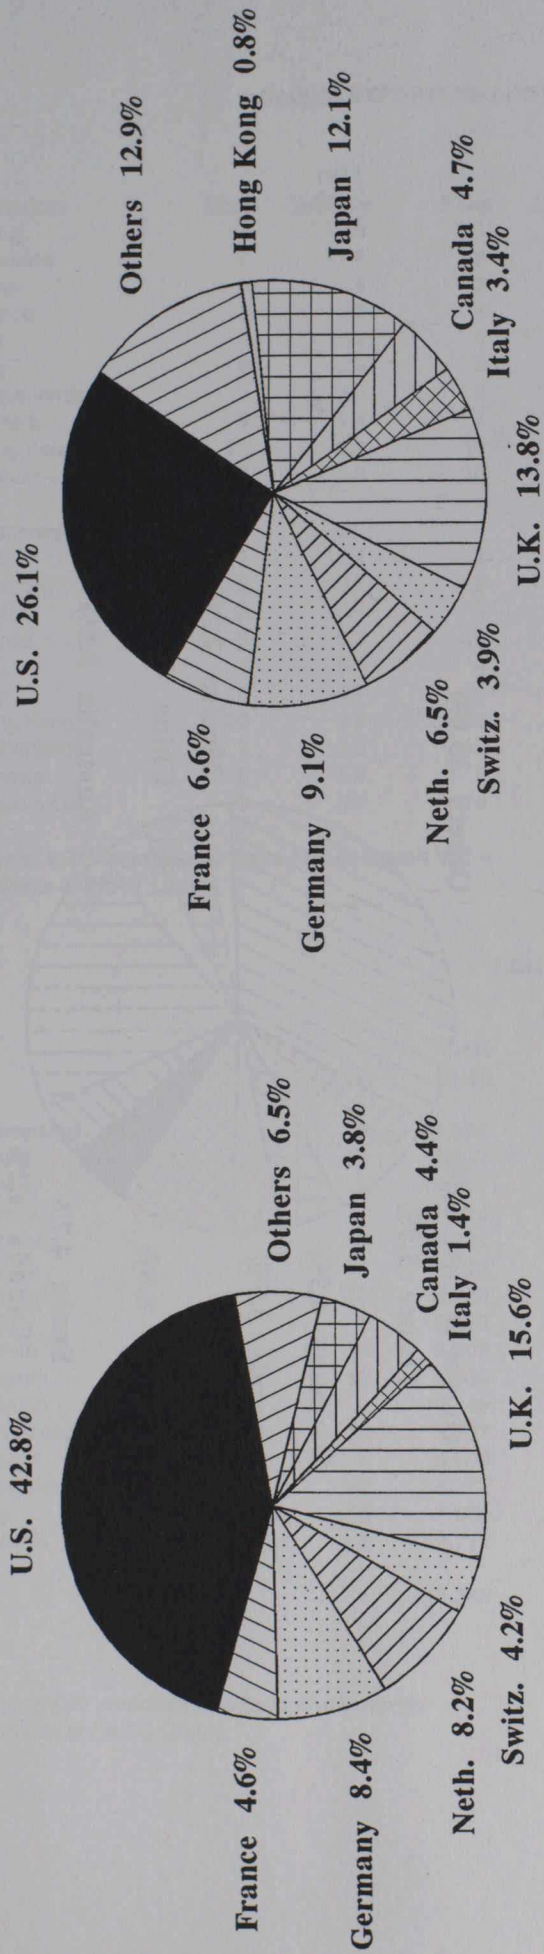 U.S. 42.8%
Others 6.5%
Japan 3.8%
Canada 4.4%
Italy 1.4%
U.K. 15.6%
Switz. 4.2%
Neth. 8.2%
Germany 8.4%
France 4.6%
U.S. 26.1%
Others 12.9%
Hong Kong 0.8%
Japan 12.1%
Canada 4.7%
Italy 3.4%
U.K. 13.8%
Switz. 3.9%
Neth. 6.5%
Germany 9.1%
France 6.6%